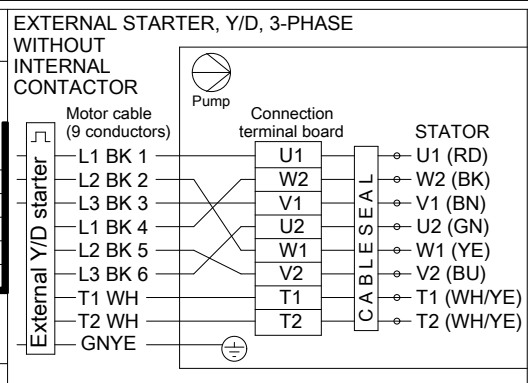 EXTERNAL STARTER, Y/D, 3-PHASE
WITHOUT
INTERNAL
CONTACTOR
Pump
Motor cable
(9 conductors)
Connection
terminal board
STATOR
External Y/D starter
L1 BK 1
L2 BK 2
L3 BK 3
L1 BK 4
L2 BK 5
L3 BK 6
T1 WH
T2 WH
GNYE
U1
W2
V1
U2
W1
V2
T1
T2
CABLESEAL
U1 (RD)
W2 (BK)
V1 (BN)
U2 (GN)
W1 (YE)
V2 (BU)
T1 (WH/YE)
T2 (WH/YE)